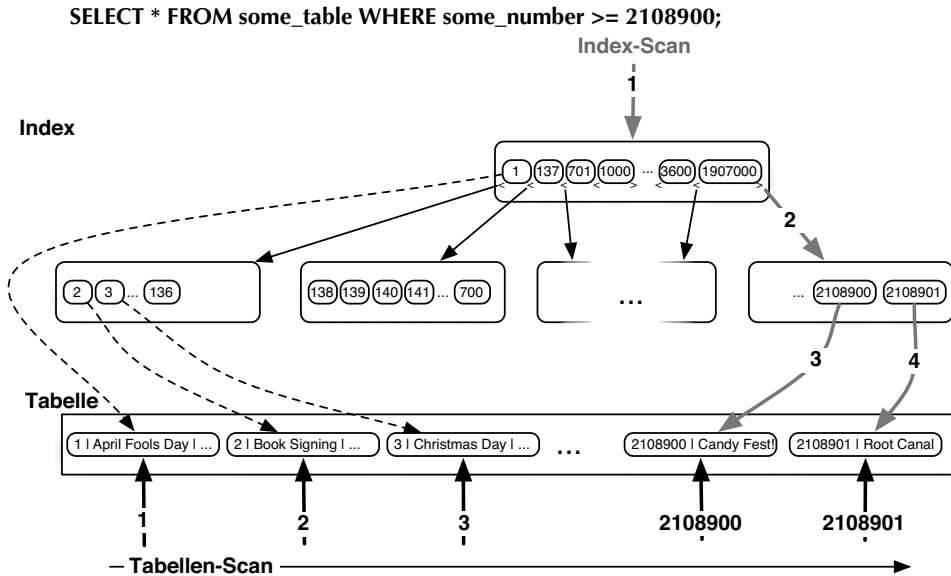 SELECT * FROM some_table WHERE some_number >= 2108900;
Index-Scan
1
Index
1 137 701 1000 ... 3600 1907000
< < < < > < < >
2
2 3 ... 136
138 139 140 141 ... 700
...
... 2108900 2108901
3 4
Tabelle
1 | April Fools Day | ... 2 | Book Signing | ... 3 | Christmas Day | ... ... 2108900 | Candy Fest! 2108901 | Root Canal
1 2 3 2108900 2108901
Tabellen-Scan